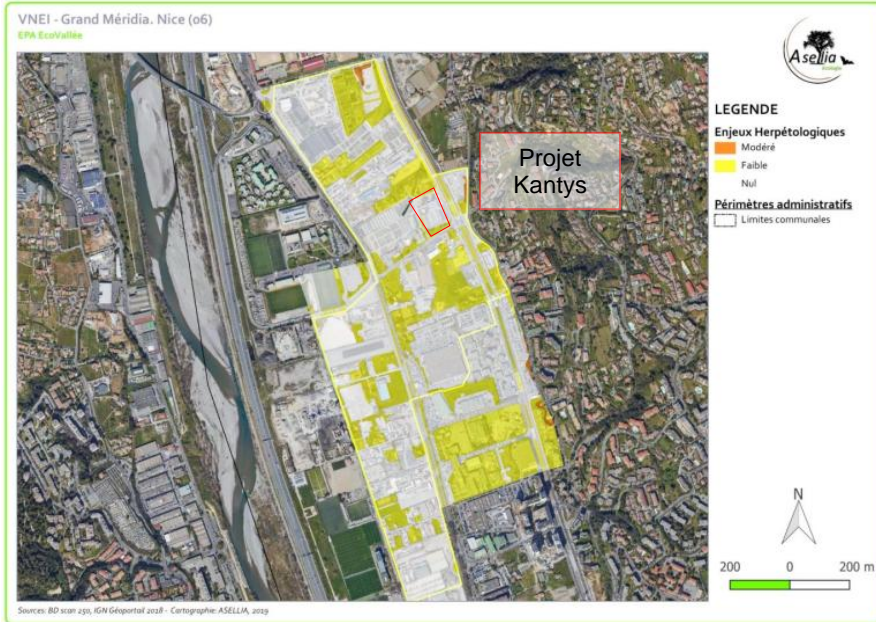 VNEI - Grand Méridia. Nice (06)
EPA EcoVallée
Asellia
Ecologie
LEGENDE
Enjeux Herpétologiques
Modéré
Faible
Nul
Périmètres administratifs
Limites communales
Projet
Kantys
N
200 0 200 m
Sources: BD scan 250, IGN Géoportail 2018 - Cartographie: ASELLIA, 2019